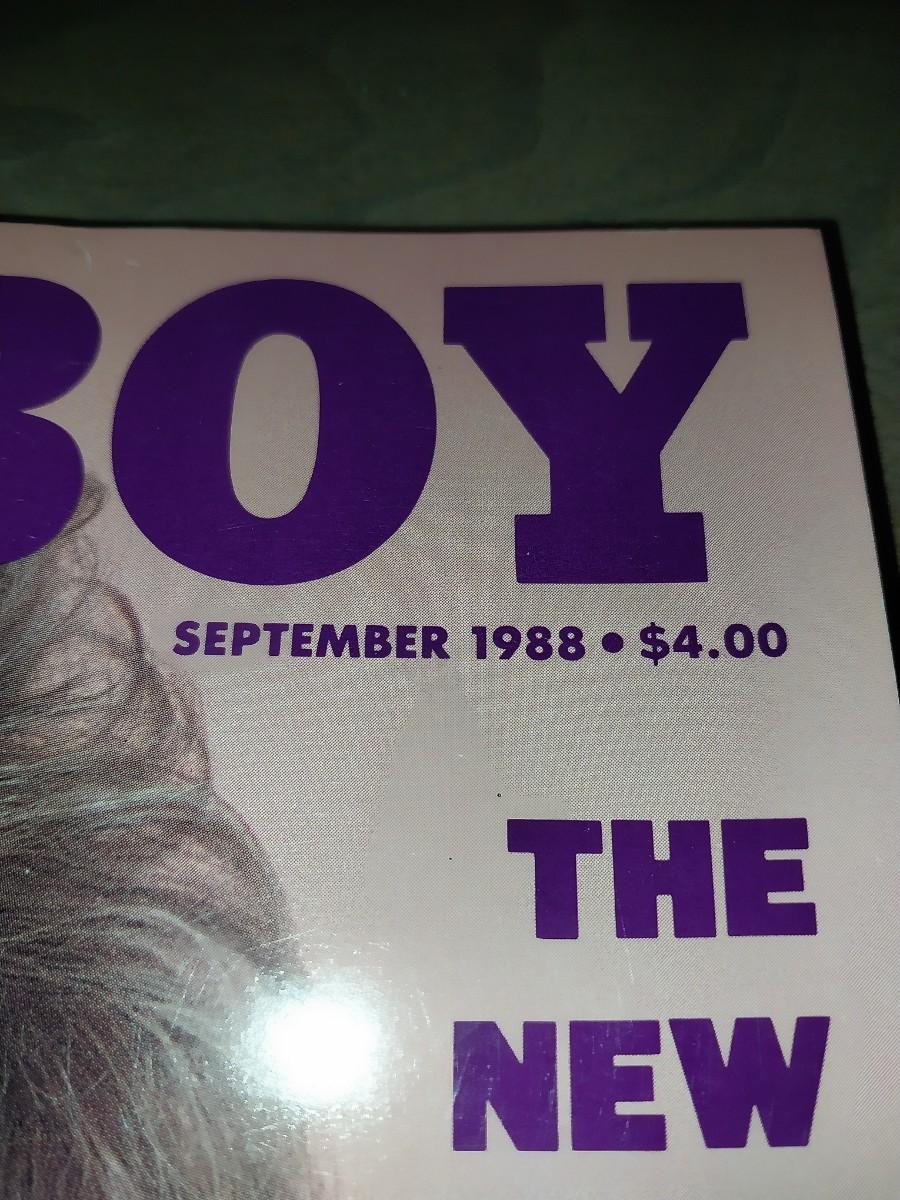 BOY
SEPTEMBER 1988 • $4.00
THE
NEW